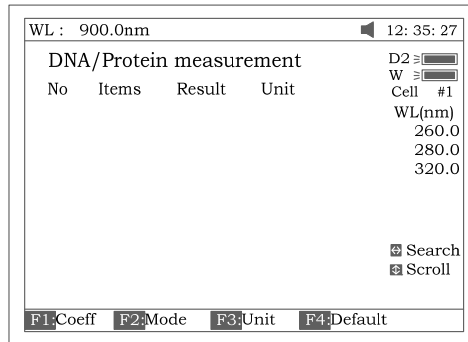 WL : 900.0nm 12: 35: 27
DNA/Protein measurement
D2
W
No Items Result Unit
Cell #1
WL(nm)
260.0
280.0
320.0
Search
Scroll
F1:Coeff F2:Mode F3:Unit F4:Default